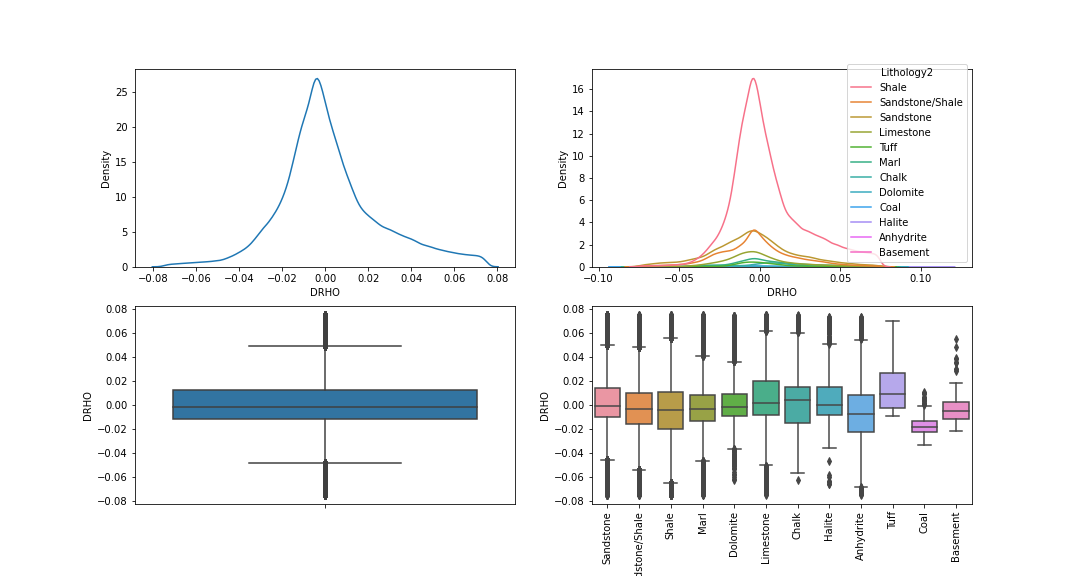 25
20
15
10
5
0
Density
−0.08 −0.06 −0.04 −0.02 0.00 0.02 0.04 0.06 0.08
DRHO
16
14
12
10
8
6
4
2
0
Density
−0.10 −0.05 0.00 0.05 0.10
DRHO
Lithology2
Shale
Sandstone/Shale
Sandstone
Limestone
Tuff
Marl
Chalk
Dolomite
Coal
Halite
Anhydrite
Basement
0.08
0.06
0.04
0.02
0.00
−0.02
−0.04
−0.06
−0.08
DRHO
0.08
0.06
0.04
0.02
0.00
−0.02
−0.04
−0.06
−0.08
DRHO
Sandstone
dstone/Shale
Shale
Marl
Dolomite
Limestone
Chalk
Halite
Anhydrite
Tuff
Coal
Basement